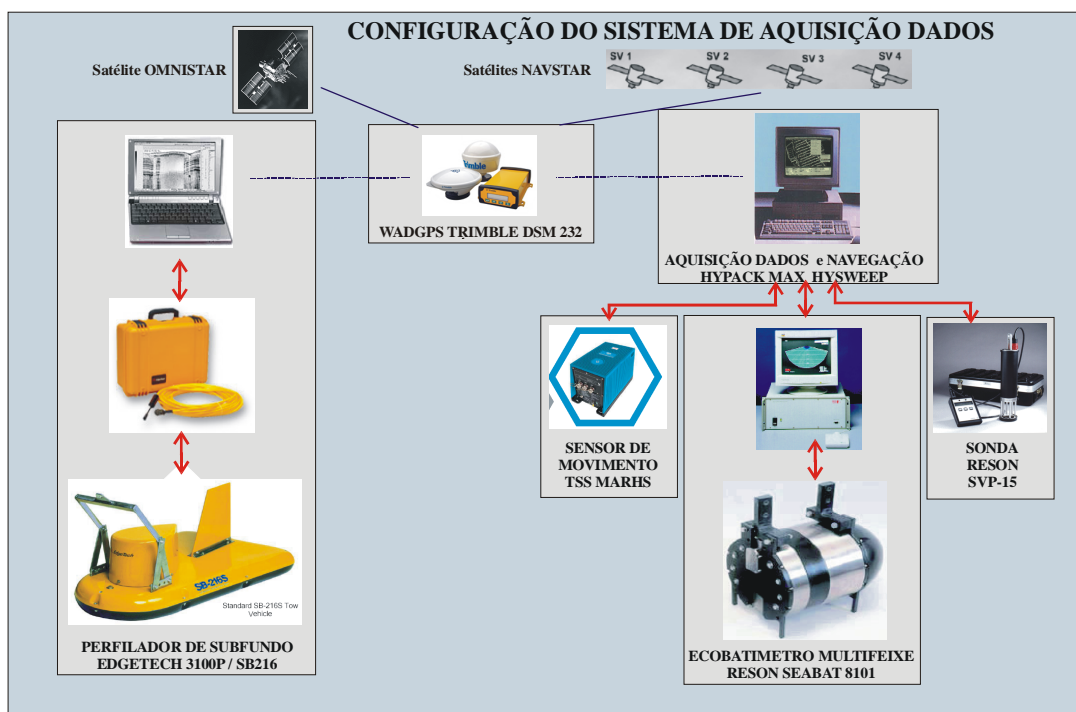 CONFIGURAÇÃO DO SISTEMA DE AQUISIÇÃO DADOS
Satélite OMNISTAR
Satélites NAVSTAR
SV 1
SV 2
SV 3
SV 4
Trimble
WADGPS TRIMBLE DSM 232
AQUISIÇÃO DADOS e NAVEGAÇÃO
HYPACK MAX HYSWEEP
SENSOR DE
MOVIMENTO
TSS MARHS
SONDA
RESON
SVP-15
EdgeTech
SB-216S
Standard SB-216S Tow
Vehicle
PERFILADOR DE SUBFUNDO
EDGETECH 3100P / SB216
ECOBATIMETRO MULTIFEIXE
RESON SEABAT 8101